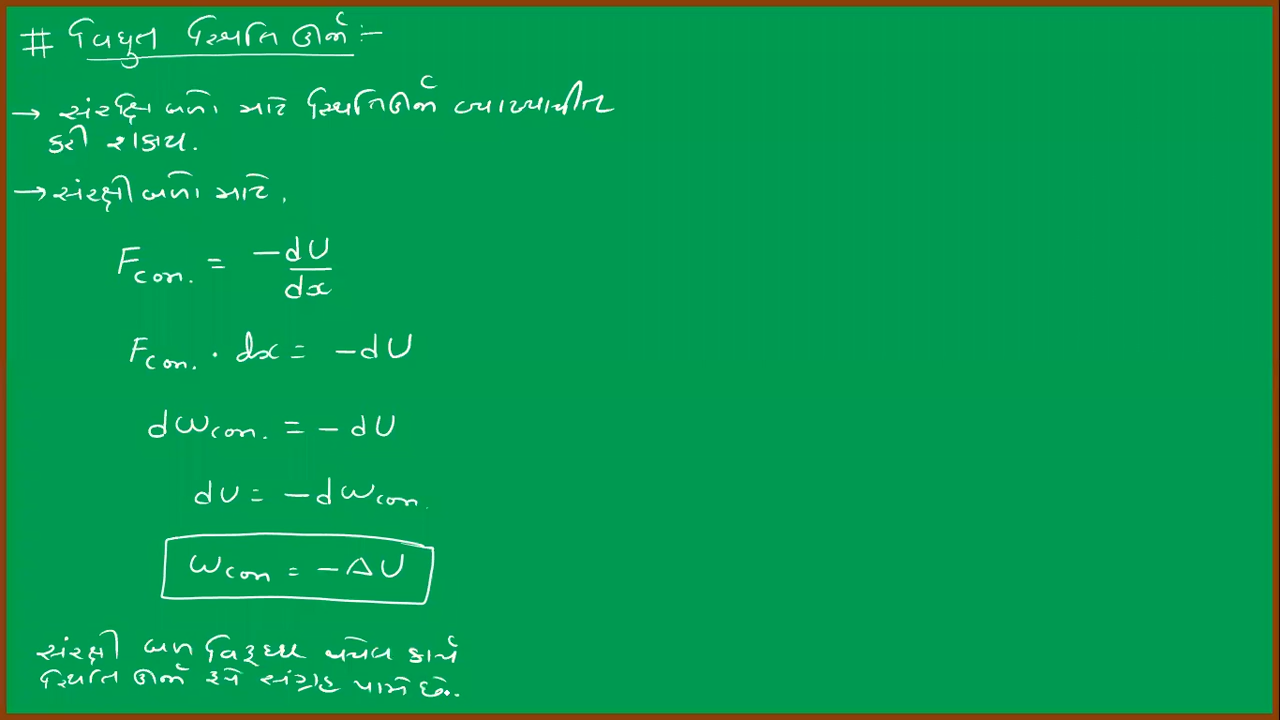 # વિદ્યુત સ્થિતિ ઊર્જા :-
→ સંરક્ષી બળો માટે સ્થિતિઊર્જા વ્યાખ્યાયીત
કરી શકાય.
→ સંરક્ષી બળો માટે,
F_con. = -dU/dx
F_con. · dx = -dU
dW_con. = -dU
dU = -dW_con.
W_con = -ΔU
સંરક્ષી બળ વિરૂદ્ધ થયેલ કાર્ય
સ્થિતિ ઊર્જા રૂપે સંગ્રહ પામે છે.